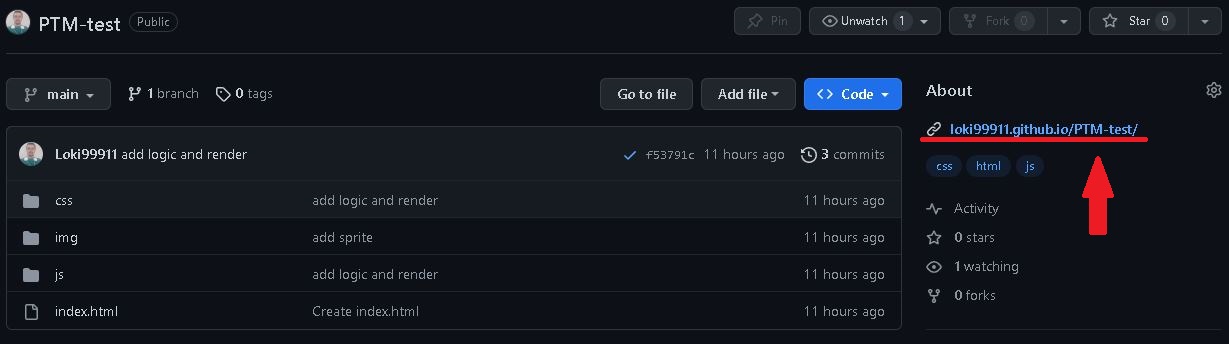 PTM-test Public Pin Unwatch 1 Fork 0 Star 0
main 1 branch 0 tags Go to file Add file Code
Loki99911 add logic and render f53791c 11 hours ago 3 commits
css add logic and render 11 hours ago
img add sprite 11 hours ago
js add logic and render 11 hours ago
index.html Create index.html 11 hours ago
About
loki99911.github.io/PTM-test/
css html js
Activity
0 stars
1 watching
0 forks